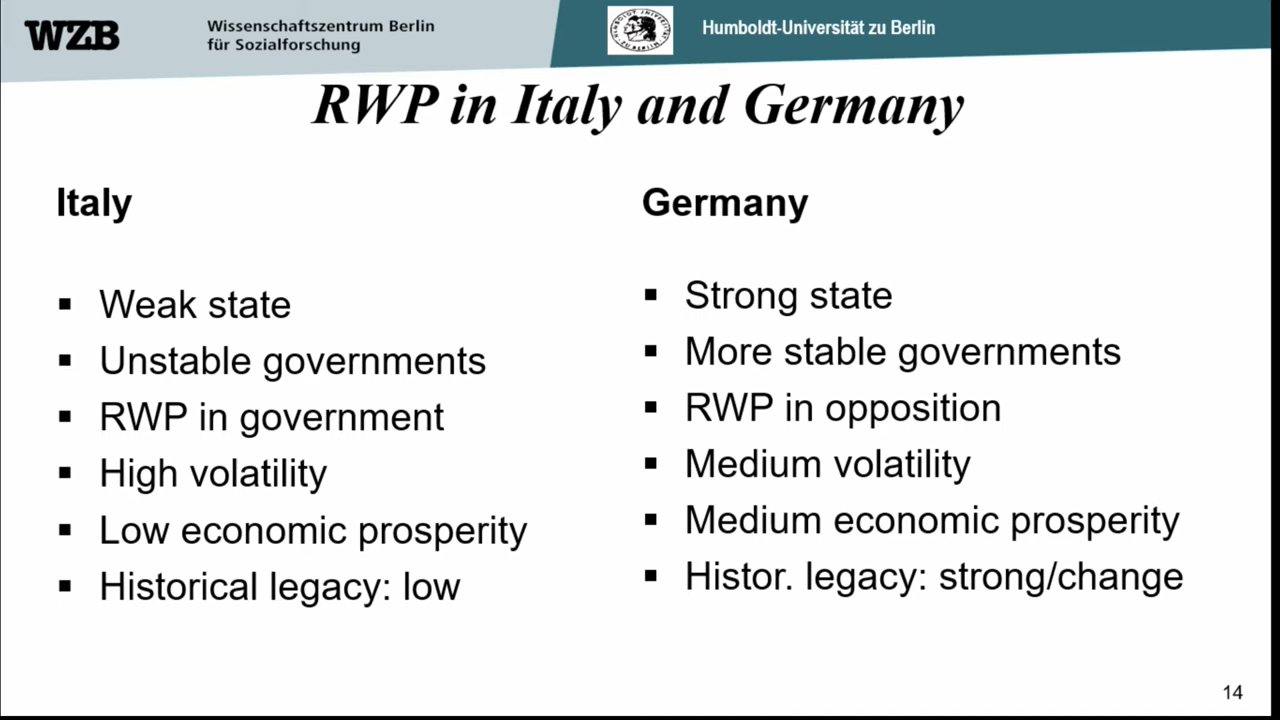 WZB
Wissenschaftszentrum Berlin
für Sozialforschung
Humboldt-Universität zu Berlin
RWP in Italy and Germany
Italy
▪ Weak state
▪ Unstable governments
▪ RWP in government
▪ High volatility
▪ Low economic prosperity
▪ Historical legacy: low
Germany
▪ Strong state
▪ More stable governments
▪ RWP in opposition
▪ Medium volatility
▪ Medium economic prosperity
▪ Histor. legacy: strong/change
14